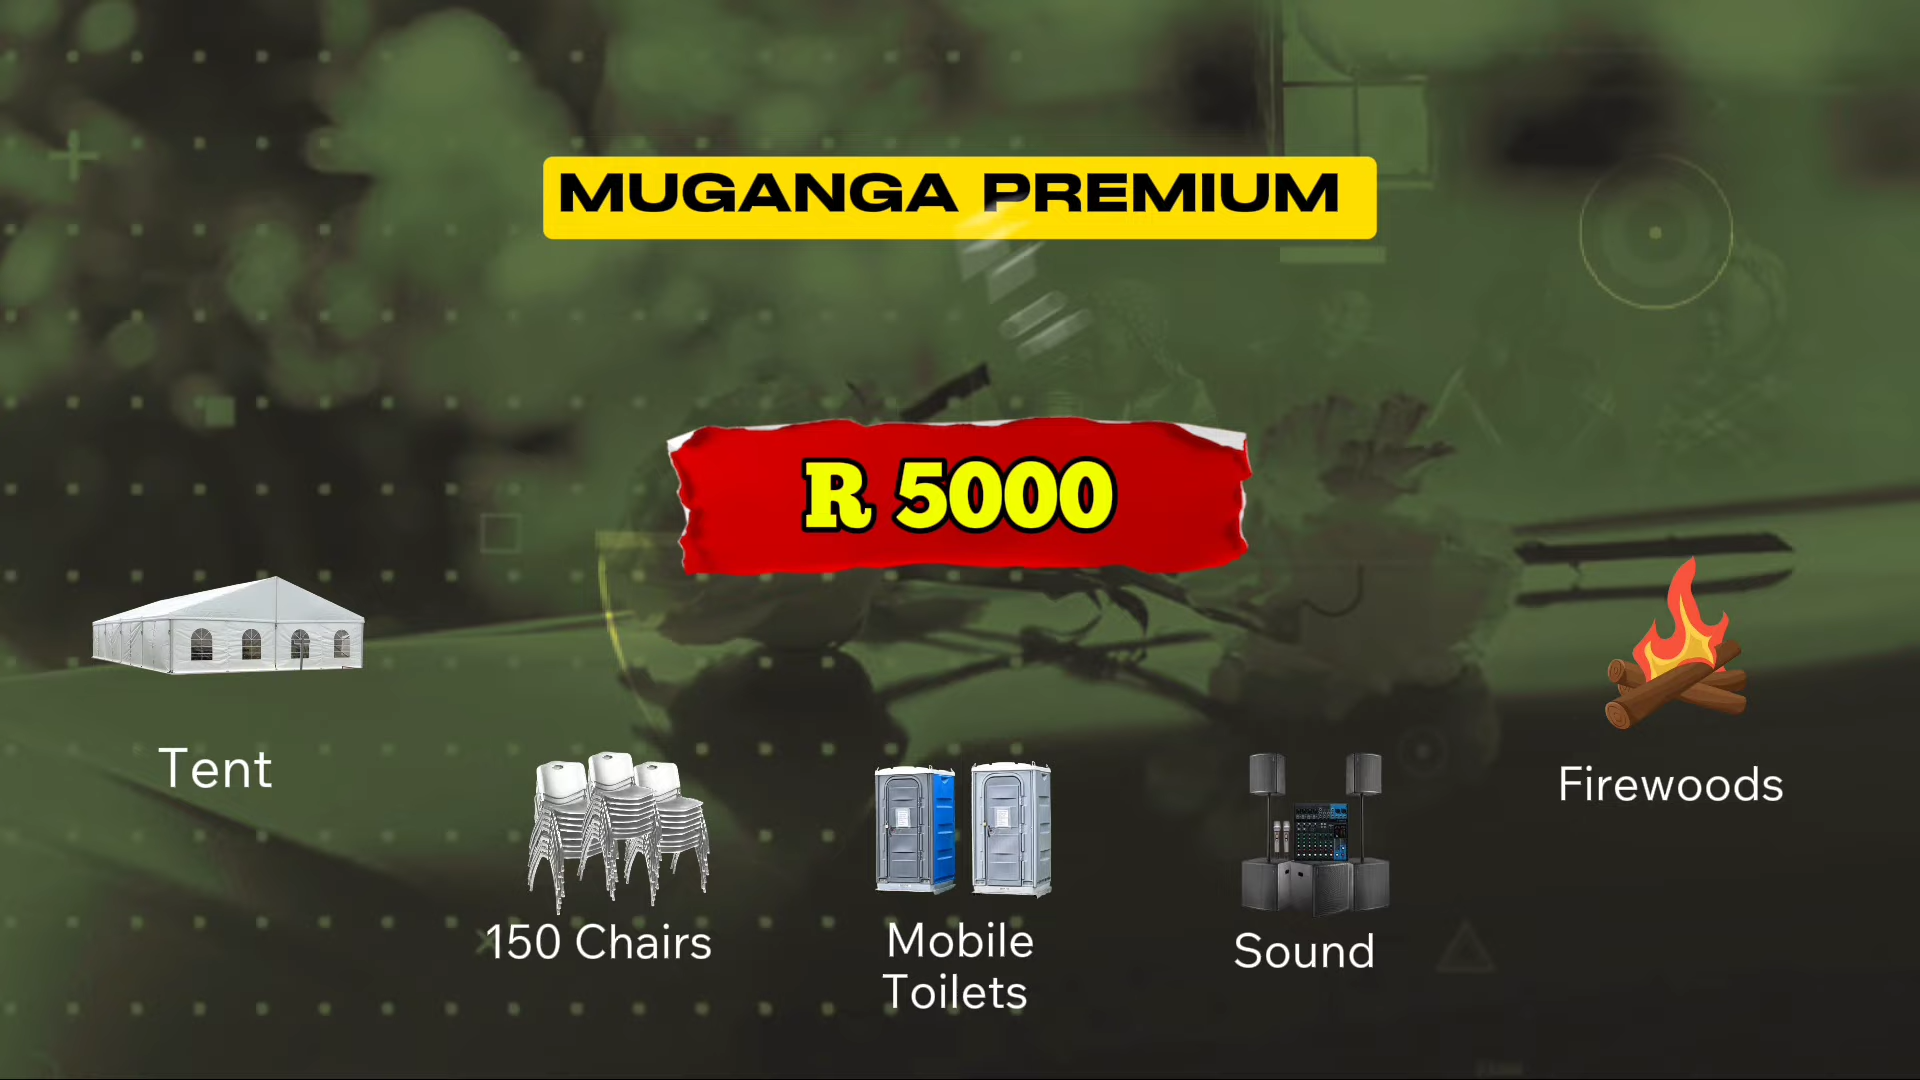 MUGANGA PREMIUM
R 5000
Tent
150 Chairs
Mobile
Toilets
Sound
Firewoods